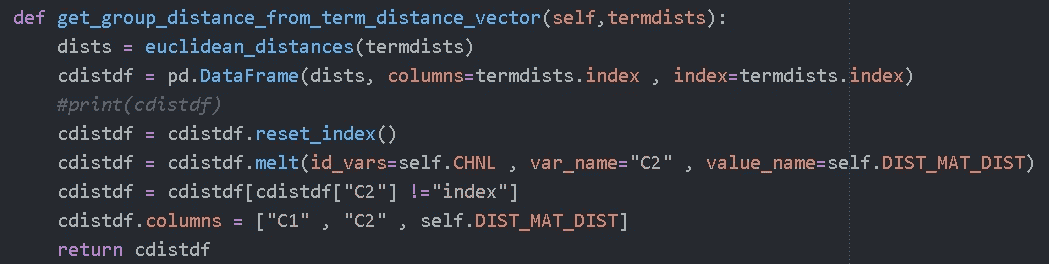 def get_group_distance_from_term_distance_vector(self,termdists):
    dists = euclidean_distances(termdists)
    cdistdf = pd.DataFrame(dists, columns=termdists.index , index=termdists.index)
    #print(cdistdf)
    cdistdf = cdistdf.reset_index()
    cdistdf = cdistdf.melt(id_vars=self.CHNL , var_name="C2" , value_name=self.DIST_MAT_DIST)
    cdistdf = cdistdf[cdistdf["C2"] !="index"]
    cdistdf.columns = ["C1" , "C2" , self.DIST_MAT_DIST]
    return cdistdf